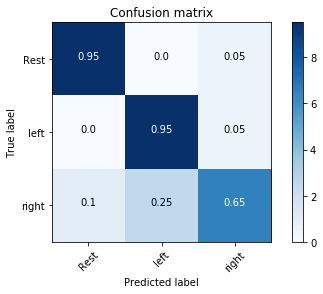 Confusion matrix
Rest 0.95 0.0 0.05
left 0.0 0.95 0.05
right 0.1 0.25 0.65
Rest left right
True label
Predicted label
8
6
4
2
0